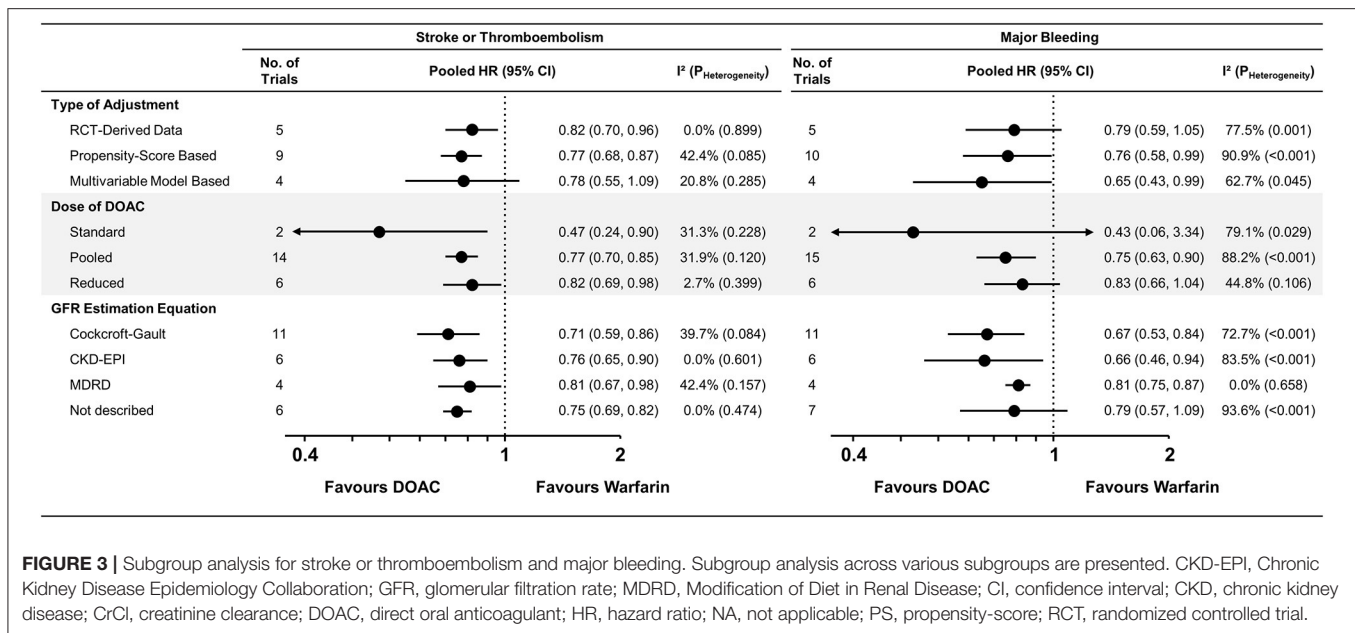 Stroke or Thromboembolism Major Bleeding
No. of Trials Pooled HR (95% CI) I² (PHeterogeneity) No. of Trials Pooled HR (95% CI) I² (PHeterogeneity)
Type of Adjustment
RCT-Derived Data 5 0.82 (0.70, 0.96) 0.0% (0.899) 5 0.79 (0.59, 1.05) 77.5% (0.001)
Propensity-Score Based 9 0.77 (0.68, 0.87) 42.4% (0.085) 10 0.76 (0.58, 0.99) 90.9% (<0.001)
Multivariable Model Based 4 0.78 (0.55, 1.09) 20.8% (0.285) 4 0.65 (0.43, 0.99) 62.7% (0.045)
Dose of DOAC
Standard 2 0.47 (0.24, 0.90) 31.3% (0.228) 2 0.43 (0.06, 3.34) 79.1% (0.029)
Pooled 14 0.77 (0.70, 0.85) 31.9% (0.120) 15 0.75 (0.63, 0.90) 88.2% (<0.001)
Reduced 6 0.82 (0.69, 0.98) 2.7% (0.399) 6 0.83 (0.66, 1.04) 44.8% (0.106)
GFR Estimation Equation
Cockcroft-Gault 11 0.71 (0.59, 0.86) 39.7% (0.084) 11 0.67 (0.53, 0.84) 72.7% (<0.001)
CKD-EPI 6 0.76 (0.65, 0.90) 0.0% (0.601) 6 0.66 (0.46, 0.94) 83.5% (<0.001)
MDRD 4 0.81 (0.67, 0.98) 42.4% (0.157) 4 0.81 (0.75, 0.87) 0.0% (0.658)
Not described 6 0.75 (0.69, 0.82) 0.0% (0.474) 7 0.79 (0.57, 1.09) 93.6% (<0.001)
0.4 1 2 0.4 1 2
Favours DOAC Favours Warfarin Favours DOAC Favours Warfarin
FIGURE 3 | Subgroup analysis for stroke or thromboembolism and major bleeding. Subgroup analysis across various subgroups are presented. CKD-EPI, Chronic
Kidney Disease Epidemiology Collaboration; GFR, glomerular filtration rate; MDRD, Modification of Diet in Renal Disease; CI, confidence interval; CKD, chronic kidney
disease; CrCl, creatinine clearance; DOAC, direct oral anticoagulant; HR, hazard ratio; NA, not applicable; PS, propensity-score; RCT, randomized controlled trial.